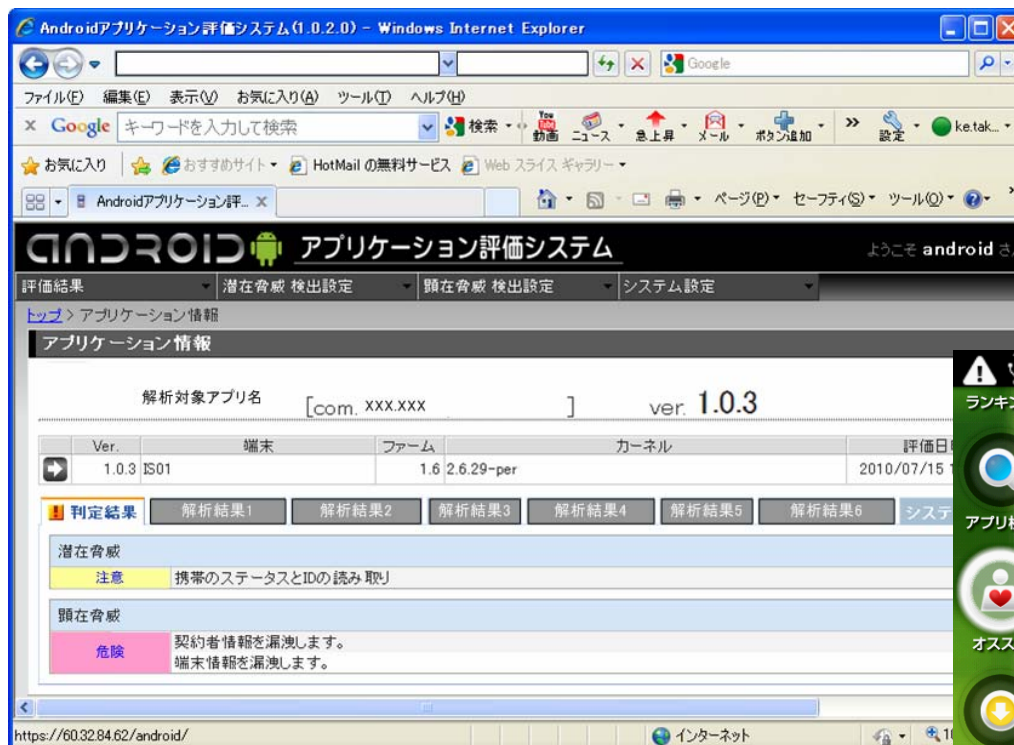 Androidアプリケーション評価システム(1.0.2.0) - Windows Internet Explorer
Google
ファイル(F) 編集(E) 表示(V) お気に入り(A) ツール(T) ヘルプ(H)
x Google キーワードを入力して検索 検索 You Tube 動画 ニュース 急上昇 メール ボタン追加 » 設定 ke.tak...
お気に入り おすすめサイト HotMail の無料サービス Web スライス ギャラリー
Androidアプリケーション評... x ページ(P) セーフティ(S) ツール(O) »
ANDROID アプリケーション評価システム ようこそ android さ
評価結果 潜在脅威 検出設定 顕在脅威 検出設定 システム設定
トップ > アプリケーション情報
アプリケーション情報
解析対象アプリ名 [com. xxx.xxx ] ver. 1.0.3
Ver. 端末 ファーム カーネル 評価日
1.0.3 IS01 1.6 2.6.29-per 2010/07/15 1
判定結果 解析結果1 解析結果2 解析結果3 解析結果4 解析結果5 解析結果6 システ
潜在脅威
注意 携帯のステータスとIDの読み取り
顕在脅威
危険 契約者情報を漏洩します。
端末情報を漏洩します。
https://60.32.84.62/android/ インターネット
ランキン
アプリ検
オスス